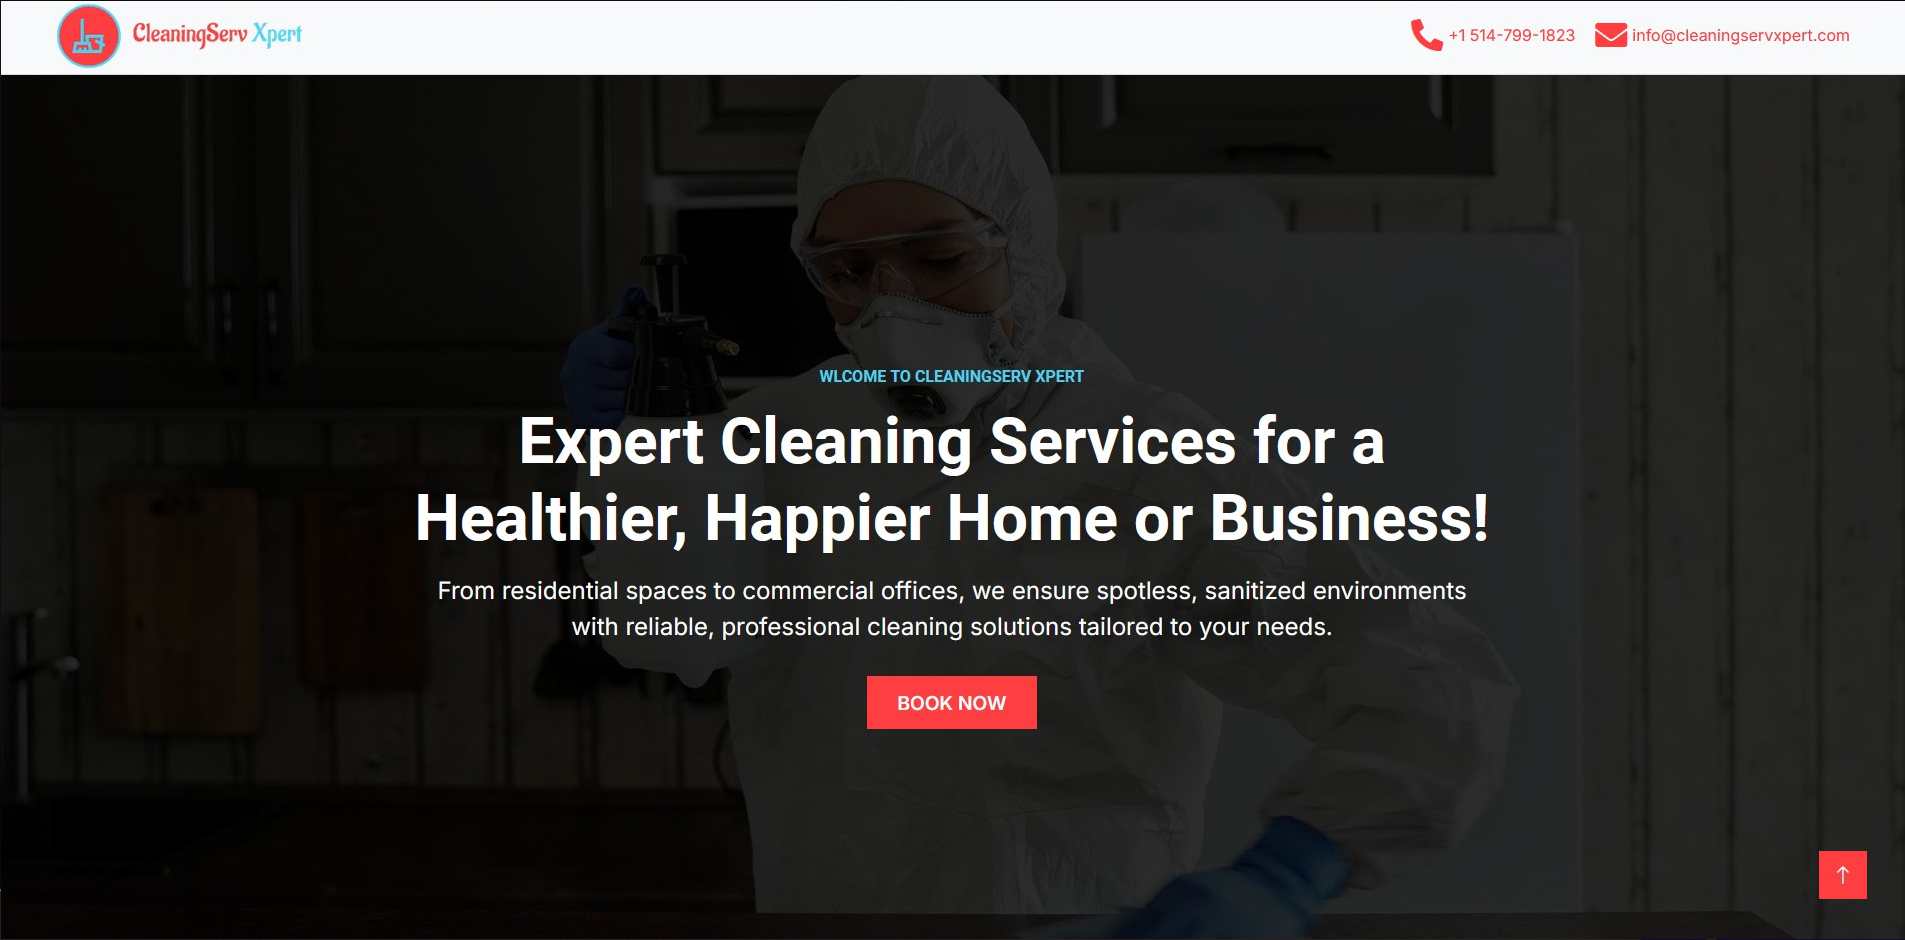 CleaningServ Xpert
+1 514-799-1823
info@cleaningservxpert.com
WLCOME TO CLEANINGSERV XPERT
Expert Cleaning Services for a
Healthier, Happier Home or Business!
From residential spaces to commercial offices, we ensure spotless, sanitized environments
with reliable, professional cleaning solutions tailored to your needs.
BOOK NOW